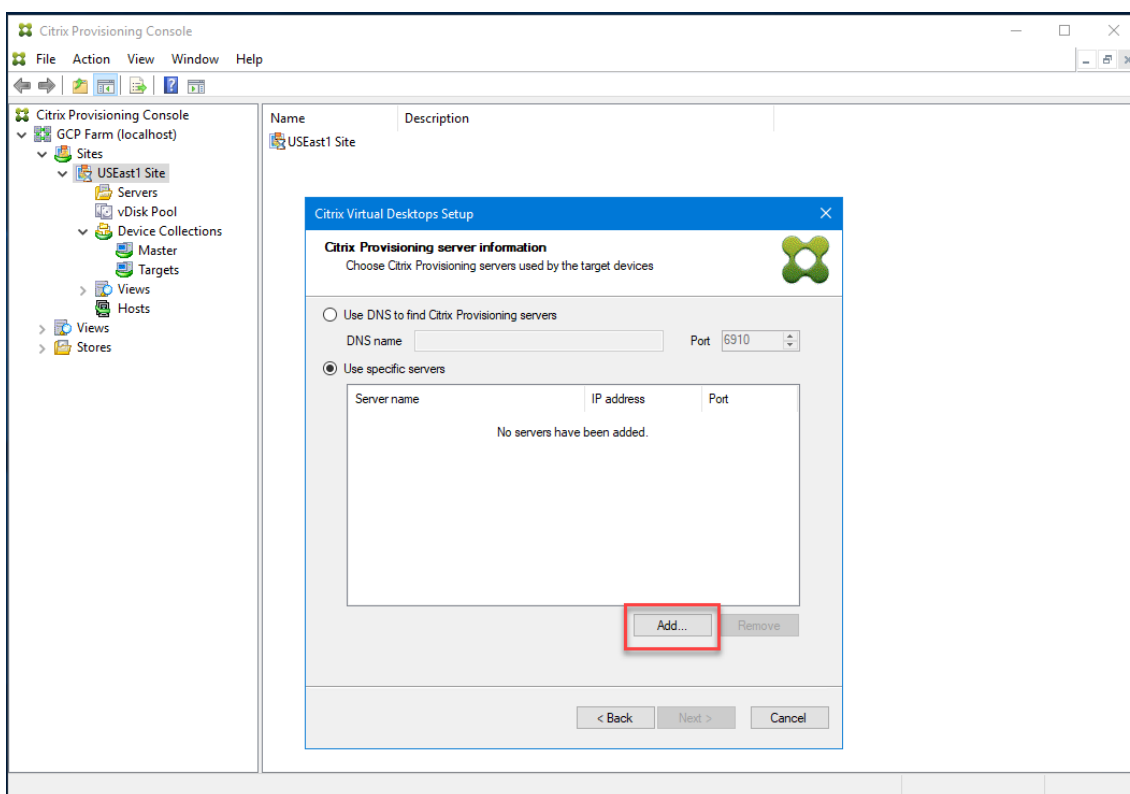 Citrix Provisioning Console
File Action View Window Help
Citrix Provisioning Console
GCP Farm (localhost)
Sites
USEast1 Site
Servers
vDisk Pool
Device Collections
Master
Targets
Views
Hosts
Views
Stores
Name Description
USEast1 Site
Citrix Virtual Desktops Setup
Citrix Provisioning server information
Choose Citrix Provisioning servers used by the target devices
Use DNS to find Citrix Provisioning servers
DNS name Port 6910
Use specific servers
Server name IP address Port
No servers have been added.
Add... Remove
< Back Next > Cancel